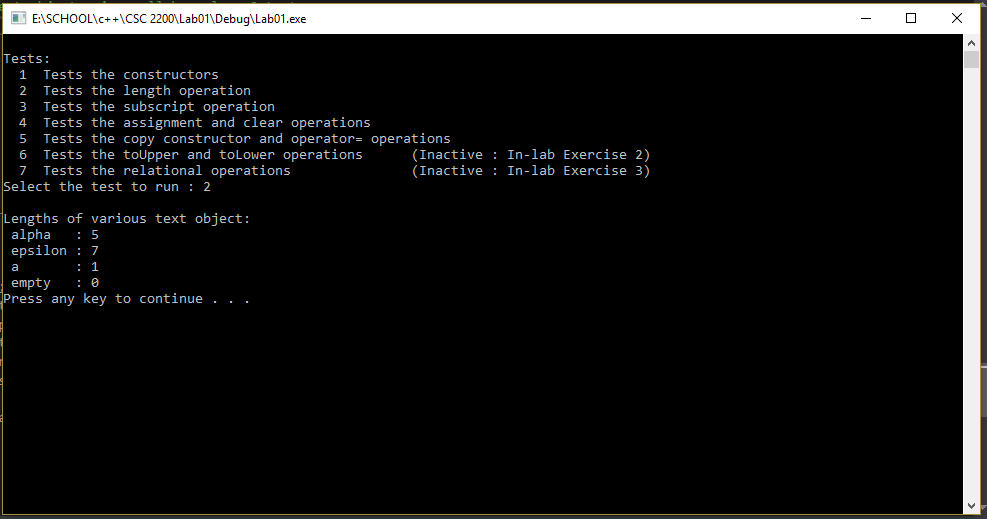 E:\SCHOOL\c++\CSC 2200\Lab01\Debug\Lab01.exe
Tests:
  1  Tests the constructors
  2  Tests the length operation
  3  Tests the subscript operation
  4  Tests the assignment and clear operations
  5  Tests the copy constructor and operator= operations
  6  Tests the toUpper and toLower operations      (Inactive : In-lab Exercise 2)
  7  Tests the relational operations               (Inactive : In-lab Exercise 3)
Select the test to run : 2
Lengths of various text object:
 alpha   : 5
 epsilon : 7
 a       : 1
 empty   : 0
Press any key to continue . . .